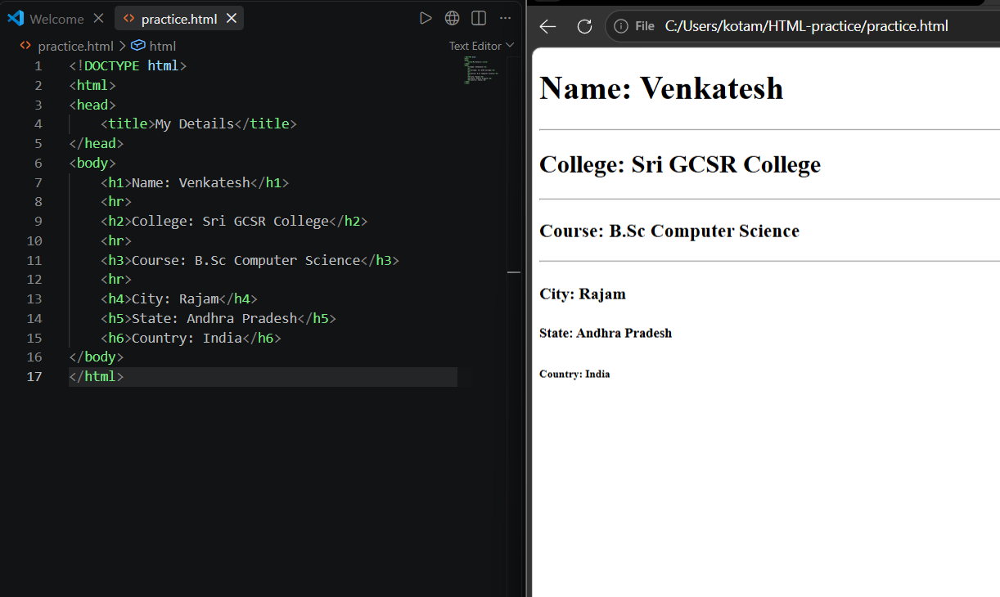 Welcome
practice.html
practice.html > html
Text Editor
1 <!DOCTYPE html>
2 <html>
3 <head>
4     <title>My Details</title>
5 </head>
6 <body>
7     <h1>Name: Venkatesh</h1>
8     <hr>
9     <h2>College: Sri GCSR College</h2>
10     <hr>
11     <h3>Course: B.Sc Computer Science</h3>
12     <hr>
13     <h4>City: Rajam</h4>
14     <h5>State: Andhra Pradesh</h5>
15     <h6>Country: India</h6>
16 </body>
17 </html>
File C:/Users/kotam/HTML-practice/practice.html
Name: Venkatesh
College: Sri GCSR College
Course: B.Sc Computer Science
City: Rajam
State: Andhra Pradesh
Country: India